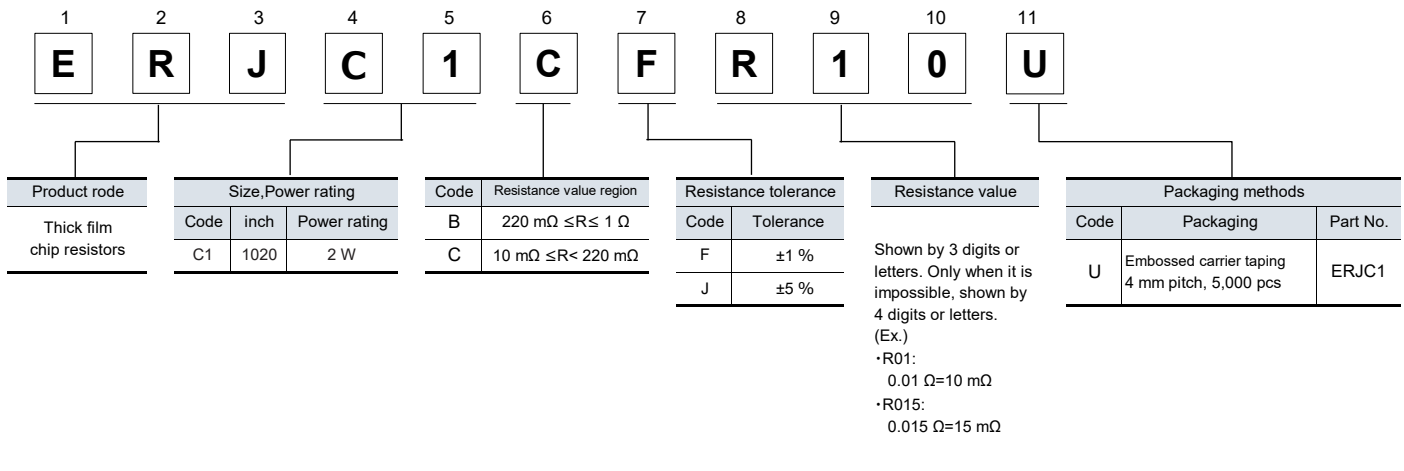 1 2 3 4 5 6 7 8 9 10 11
E R J C 1 C F R 1 0 U
Product rode
Thick film
chip resistors
Size,Power rating
Code inch Power rating
C1 1020 2 W
Code Resistance value region
B 220 mΩ ≤R≤ 1 Ω
C 10 mΩ ≤R< 220 mΩ
Resistance tolerance
Code Tolerance
F ±1 %
J ±5 %
Resistance value
Shown by 3 digits or
letters. Only when it is
impossible, shown by
4 digits or letters.
(Ex.)
・R01:
0.01 Ω=10 mΩ
・R015:
0.015 Ω=15 mΩ
Packaging methods
Code Packaging Part No.
U Embossed carrier taping
4 mm pitch, 5,000 pcs
ERJC1